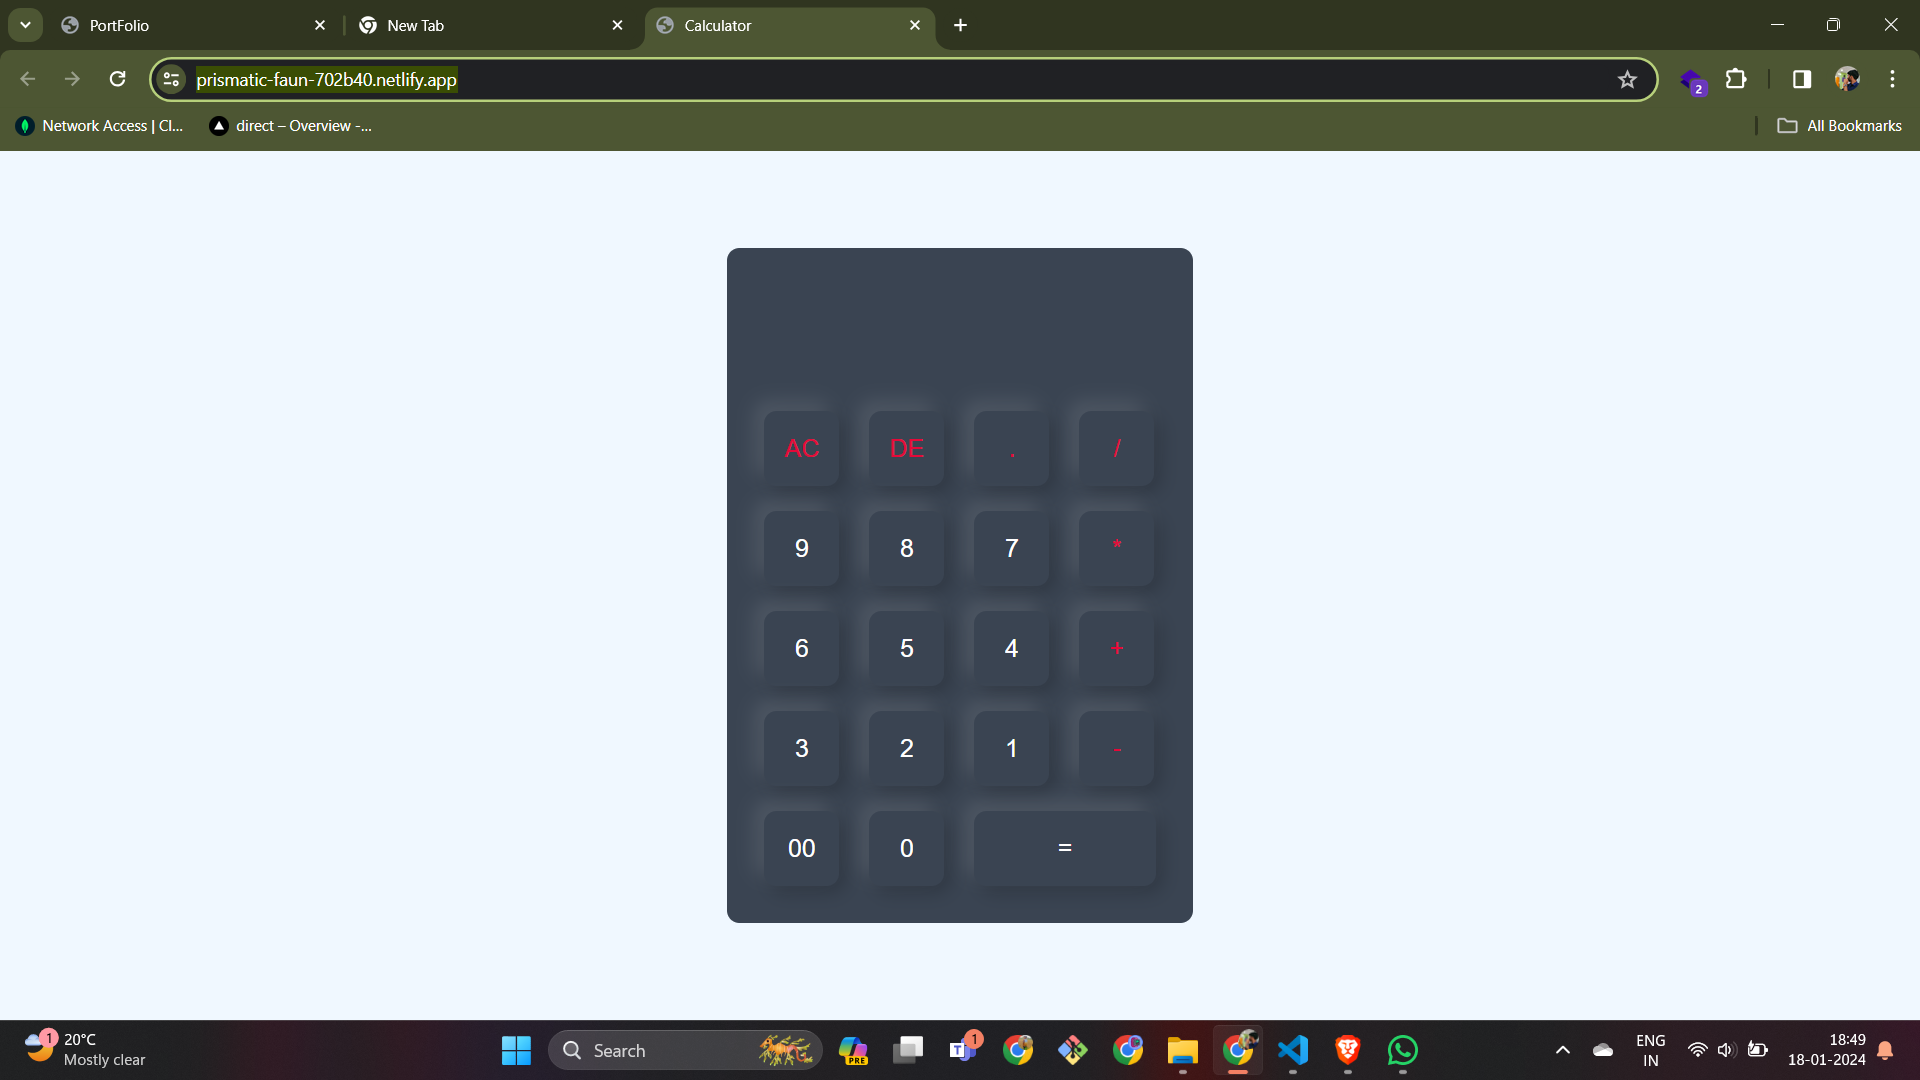 PortFolio
New Tab
Calculator
prismatic-faun-702b40.netlify.app
2
Network Access | Cl...
direct – Overview -...
All Bookmarks
AC DE . /
9 8 7 *
6 5 4 +
3 2 1 -
00 0 =
1
20°C
Mostly clear
Search
PRE
T
1
ENG
IN
18:49
18-01-2024